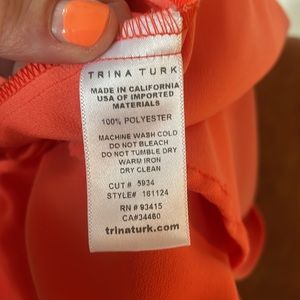 TRINA TURK
MADE IN CALIFORNIA
USA OF IMPORTED
MATERIALS
100% POLYESTER
MACHINE WASH COLD
DO NOT BLEACH
DO NOT TUMBLE DRY
WARM IRON
DRY CLEAN
CUT# 5934
STYLE# 161124
RN# 93415
CA#34460
trinaturk.com